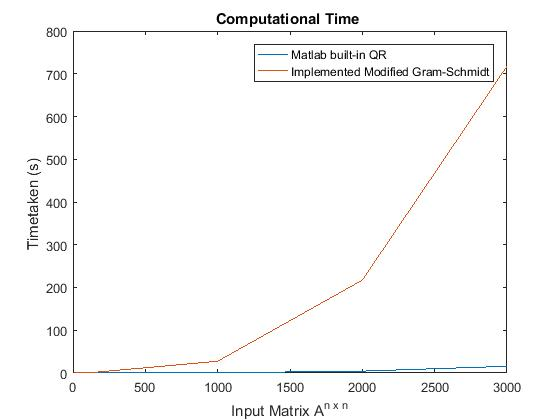 Computational Time
800
700
600
500
400
300
200
100
0
Timetaken (s)
Matlab built-in QR
Implemented Modified Gram-Schmidt
0 500 1000 1500 2000 2500 3000
Input Matrix A^n x n